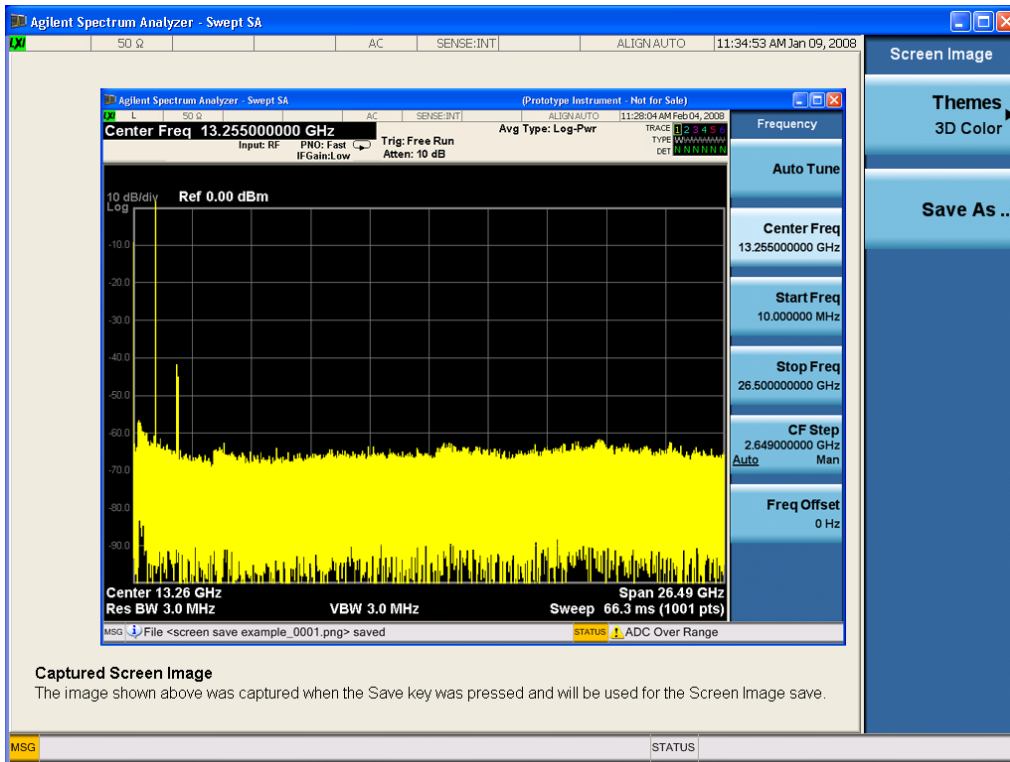 Agilent Spectrum Analyzer - Swept SA
LXI 50 Ω AC SENSE:INT ALIGN AUTO 11:34:53 AM Jan 09, 2008
Screen Image
Themes
3D Color
Save As ...
Agilent Spectrum Analyzer - Swept SA (Prototype Instrument - Not for Sale)
LXI L 50 Ω AC SENSE:INT ALIGN AUTO 11:28:04 AM Feb 04, 2008
Center Freq 13.255000000 GHz
Input: RF PNO: Fast
IFGain:Low
Trig: Free Run
Atten: 10 dB
Avg Type: Log-Pwr
TRACE 1 2 3 4 5 6
TYPE WWWWWW
DET N N N N N N
Frequency
Auto Tune
Center Freq
13.255000000 GHz
Start Freq
10.000000 MHz
Stop Freq
26.500000000 GHz
CF Step
2.649000000 GHz
Auto Man
Freq Offset
0 Hz
10 dB/div Ref 0.00 dBm
Log
-10.0
-20.0
-30.0
-40.0
-50.0
-60.0
-70.0
-80.0
-90.0
Center 13.26 GHz Span 26.49 GHz
Res BW 3.0 MHz VBW 3.0 MHz Sweep 66.3 ms (1001 pts)
MSG File <screen save example_0001.png> saved STATUS ADC Over Range
Captured Screen Image
The image shown above was captured when the Save key was pressed and will be used for the Screen Image save.
MSG STATUS